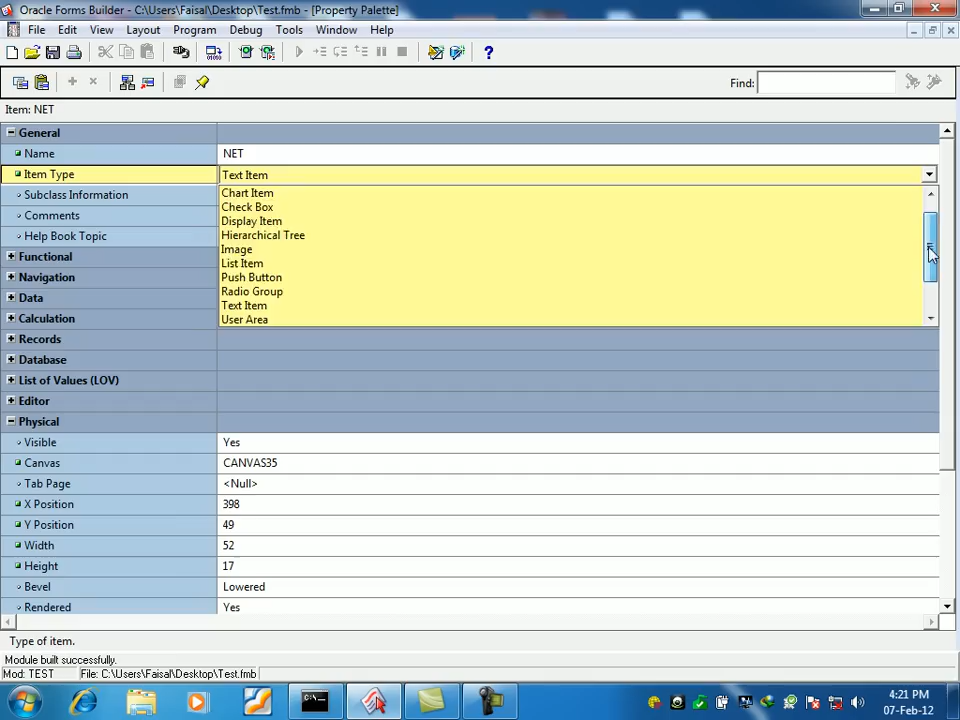 Oracle Forms Builder - C:\Users\Faisal\Desktop\Test.fmb - [Property Palette]
File Edit View Layout Program Debug Tools Window Help
Find:
Item: NET
General
Name NET
Item Type Text Item
Subclass Information
Chart Item
Check Box
Comments
Display Item
Help Book Topic
Hierarchical Tree
Functional
Image
List Item
Navigation
Push Button
Data
Radio Group
Text Item
Calculation
User Area
Records
Database
List of Values (LOV)
Editor
Physical
Visible Yes
Canvas CANVAS35
Tab Page <Null>
X Position 398
Y Position 49
Width 52
Height 17
Bevel Lowered
Rendered Yes
Type of item.
Module built successfully.
Mod: TEST File: C:\Users\Faisal\Desktop\Test.fmb
4:21 PM
07-Feb-12